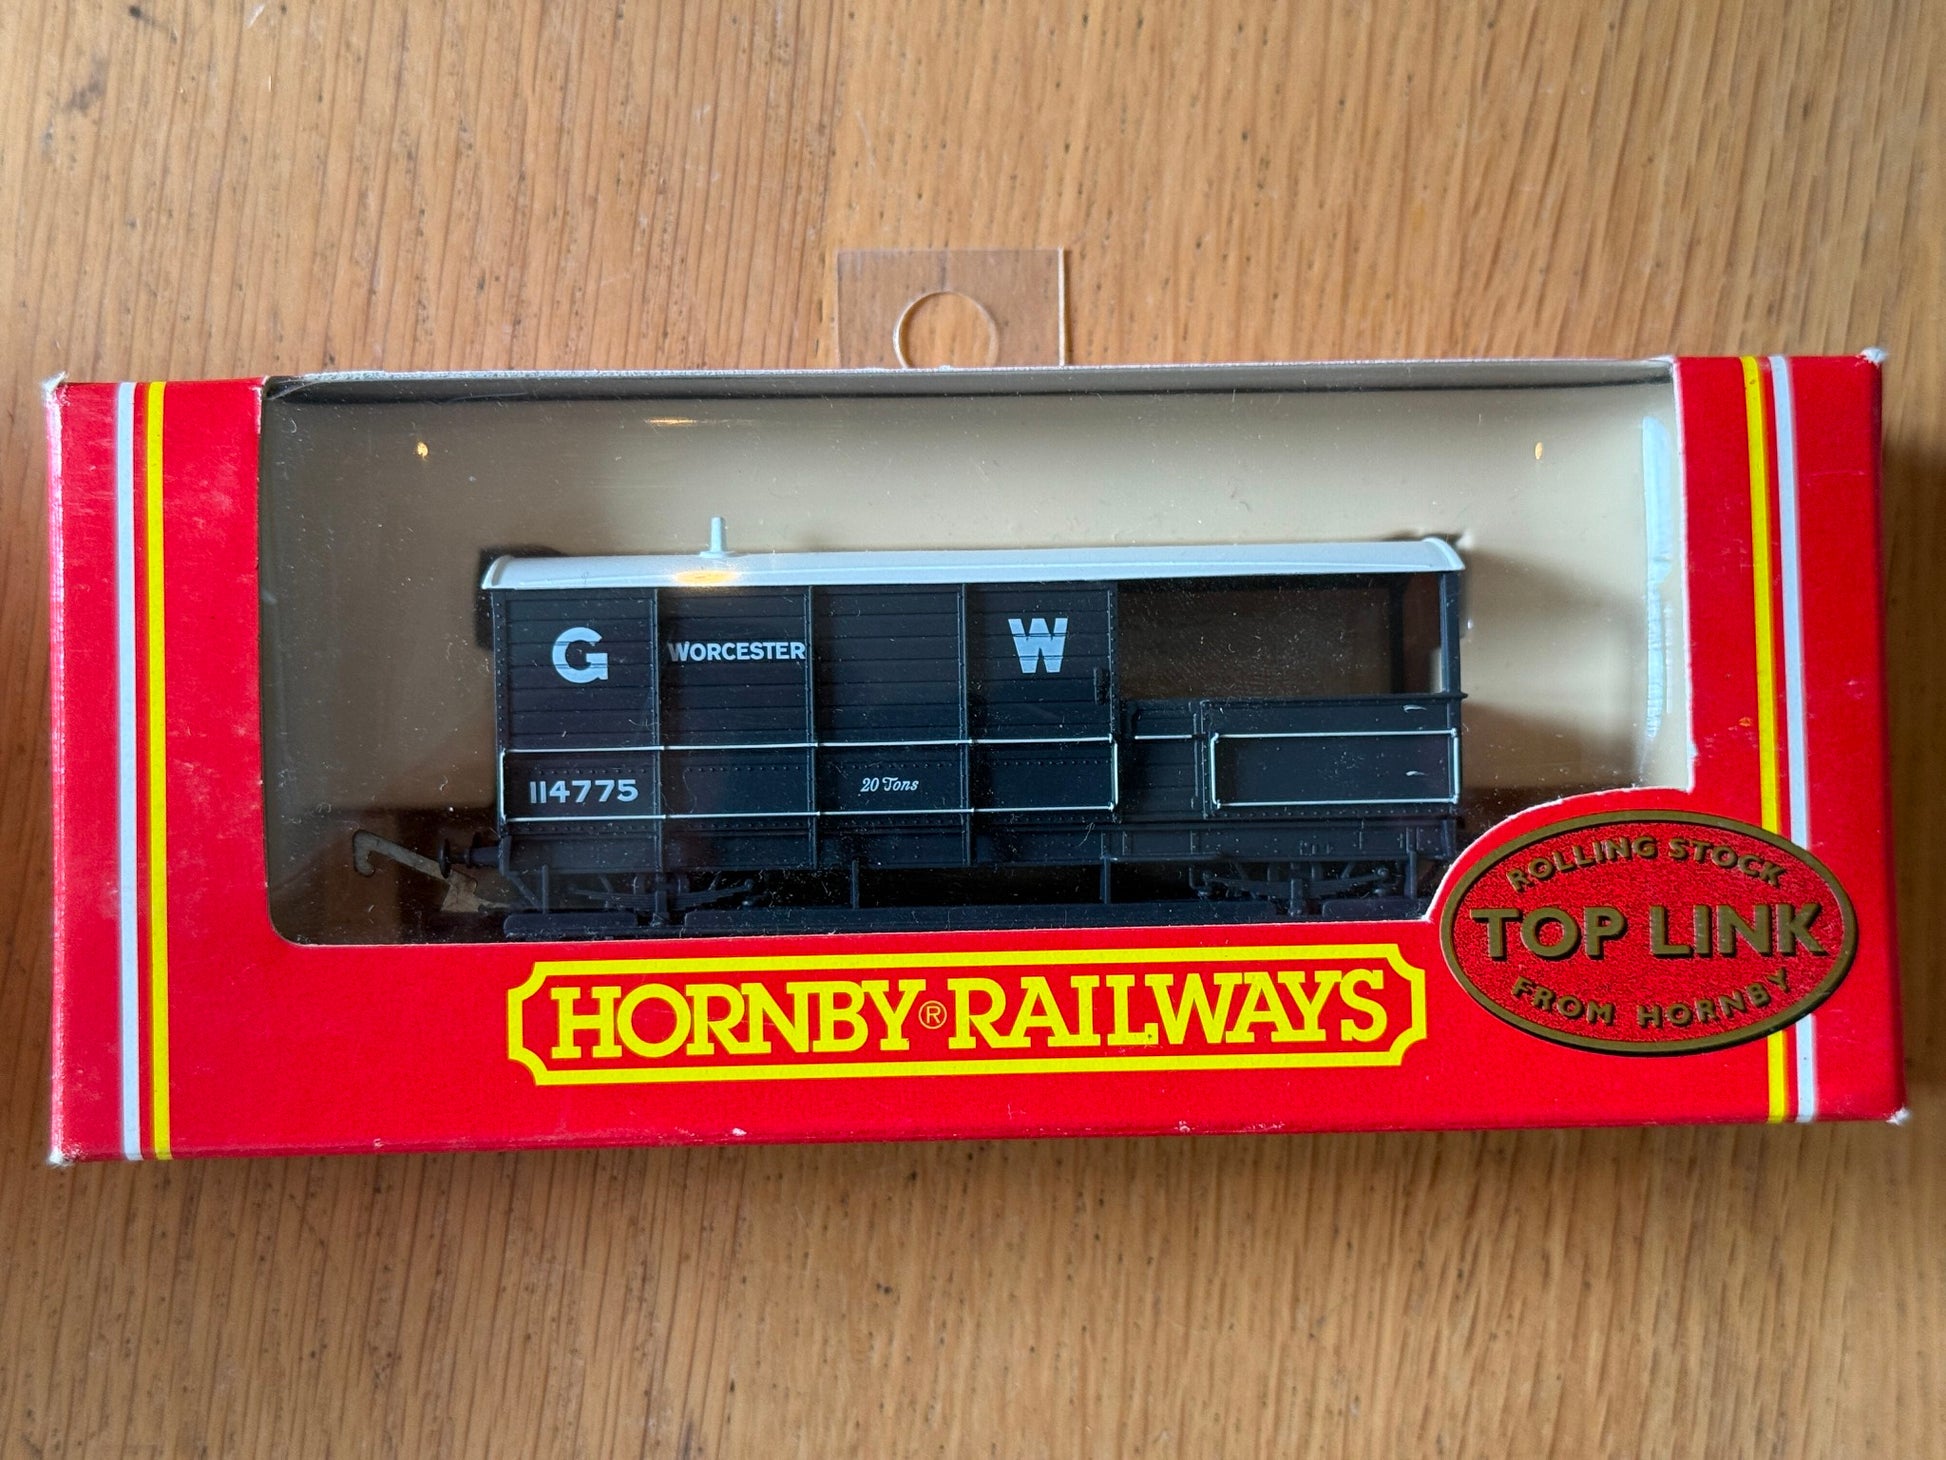 G WORCESTER W
114775 20 Tons
ROLLING STOCK
TOP LINK
FROM HORNBY
HORNBY® RAILWAYS